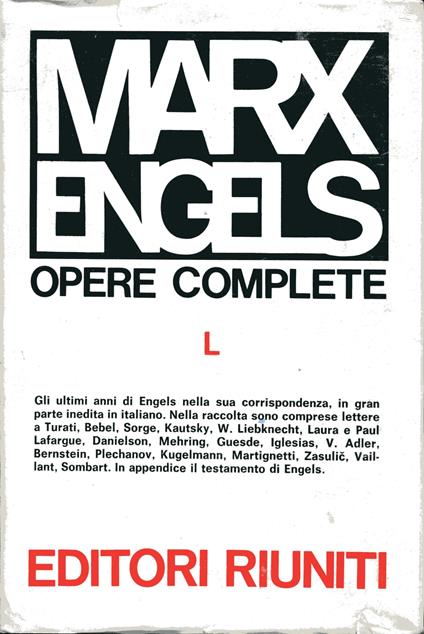 MARX
ENGELS
OPERE COMPLETE
L
Gli ultimi anni di Engels nella sua corrispondenza, in gran
parte inedita in italiano. Nella raccolta sono comprese lettere
a Turati, Bebel, Sorge, Kautsky, W. Liebknecht, Laura e Paul
Lafargue, Danielson, Mehring, Guesde, Iglesias, V. Adler,
Bernstein, Plechanov, Kugelmann, Martignetti, Zasulič, Vail-
lant, Sombart. In appendice il testamento di Engels.
EDITORI RIUNITI